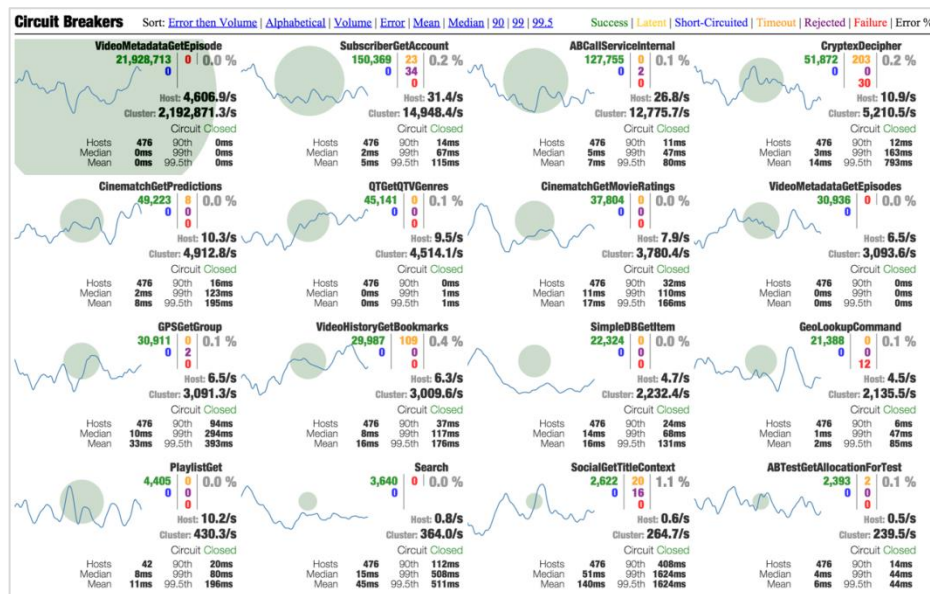 Circuit Breakers Sort: Error then Volume | Alphabetical | Volume | Error | Mean | Median | 90 | 99 | 99.5 Success | Latent | Short-Circuited | Timeout | Rejected | Failure | Error %
VideoMetadataGetEpisode
21,928,713 0 0.0 %
0
Host: 4,606.9/s
Cluster: 2,192,871.3/s
Circuit Closed
Hosts 476 90th 0ms
Median 0ms 99th 0ms
Mean 0ms 99.5th 0ms
SubscriberGetAccount
150,369 23 0.2 %
0 34
0
Host: 31.4/s
Cluster: 14,948.4/s
Circuit Closed
Hosts 476 90th 14ms
Median 2ms 99th 67ms
Mean 5ms 99.5th 115ms
ABCallServiceInternal
127,755 0 0.1 %
0 2
0
Host: 26.8/s
Cluster: 12,775.7/s
Circuit Closed
Hosts 476 90th 11ms
Median 5ms 99th 47ms
Mean 7ms 99.5th 80ms
CryptexDecipher
51,872 203 0.2 %
0 0
30
Host: 10.9/s
Cluster: 5,210.5/s
Circuit Closed
Hosts 476 90th 12ms
Median 3ms 99th 163ms
Mean 14ms 99.5th 793ms
CinematchGetPredictions
49,223 8 0.0 %
0 0
0
Host: 10.3/s
Cluster: 4,912.8/s
Circuit Closed
Hosts 476 90th 16ms
Median 2ms 99th 123ms
Mean 8ms 99.5th 195ms
QTGetQTVGenres
45,141 0 0.1 %
0 0
0
Host: 9.5/s
Cluster: 4,514.1/s
Circuit Closed
Hosts 476 90th 0ms
Median 0ms 99th 1ms
Mean 0ms 99.5th 1ms
CinematchGetMovieRatings
37,804 0 0.0 %
0 0
0
Host: 7.9/s
Cluster: 3,780.4/s
Circuit Closed
Hosts 476 90th 32ms
Median 11ms 99th 110ms
Mean 17ms 99.5th 166ms
VideoMetadataGetEpisodes
30,936 0 0.0 %
0
Host: 6.5/s
Cluster: 3,093.6/s
Circuit Closed
Hosts 476 90th 0ms
Median 0ms 99th 0ms
Mean 0ms 99.5th 0ms
GPSGetGroup
30,911 0 0.1 %
0 2
0
Host: 6.5/s
Cluster: 3,091.3/s
Circuit Closed
Hosts 476 90th 94ms
Median 10ms 99th 294ms
Mean 33ms 99.5th 393ms
VideoHistoryGetBookmarks
29,987 109 0.4 %
0 0
0
Host: 6.3/s
Cluster: 3,009.6/s
Circuit Closed
Hosts 476 90th 37ms
Median 8ms 99th 117ms
Mean 16ms 99.5th 176ms
SimpleDBGetItem
22,324 0 0.0 %
0 0
0
Host: 4.7/s
Cluster: 2,232.4/s
Circuit Closed
Hosts 476 90th 24ms
Median 14ms 99th 68ms
Mean 16ms 99.5th 131ms
GeoLookupCommand
21,388 0 0.1 %
0 0
12
Host: 4.5/s
Cluster: 2,135.5/s
Circuit Closed
Hosts 476 90th 6ms
Median 1ms 99th 47ms
Mean 2ms 99.5th 85ms
PlaylistGet
4,405 0 0.0 %
0 0
0
Host: 10.2/s
Cluster: 430.3/s
Circuit Closed
Hosts 42 90th 20ms
Median 8ms 99th 80ms
Mean 11ms 99.5th 196ms
Search
3,640 0 0.0 %
0
Host: 0.8/s
Cluster: 364.0/s
Circuit Closed
Hosts 476 90th 112ms
Median 15ms 99th 508ms
Mean 45ms 99.5th 511ms
SocialGetTitleContext
2,622 20 1.1 %
0 16
0
Host: 0.6/s
Cluster: 264.7/s
Circuit Closed
Hosts 476 90th 408ms
Median 51ms 99th 1624ms
Mean 140ms 99.5th 1624ms
ABTestGetAllocationForTest
2,393 2 0.1 %
0 0
0
Host: 0.5/s
Cluster: 239.5/s
Circuit Closed
Hosts 476 90th 14ms
Median 4ms 99th 44ms
Mean 6ms 99.5th 44ms